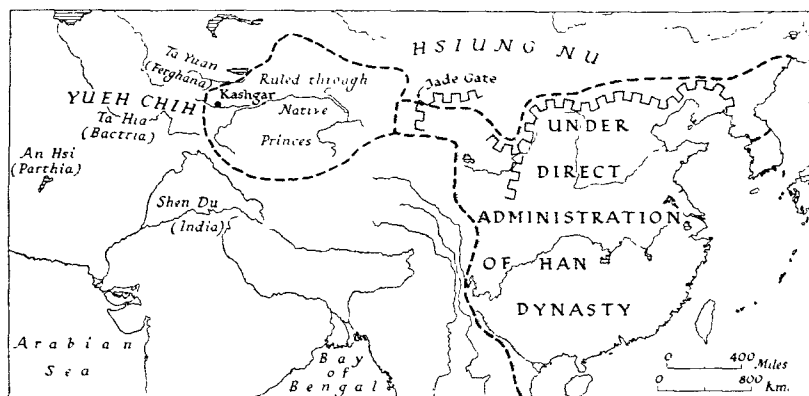 HSIUNG NU
Jade Gate
Ta Yuan
(Ferghana)
Ruled through
Kashgar
Native
Princes
YUEH CHIH
Ta Hia
(Bactria)
An Hsi
(Parthia)
Shen Du
(India)
UNDER
DIRECT
ADMINISTRATION
OF HAN
DYNASTY
Arabian
Sea
Bay
of
Bengal
0 400 Miles
0 800 Km.